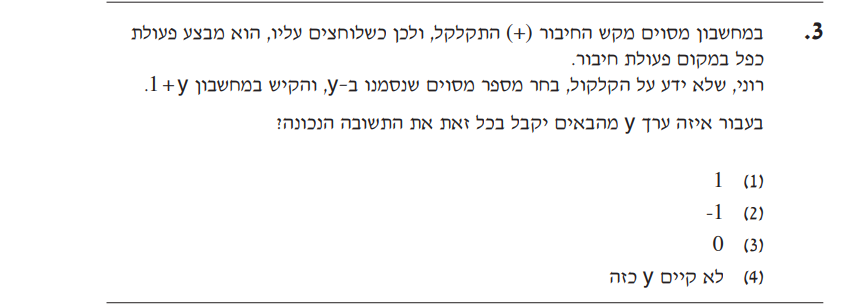 3. במחשבון מסוים מקש החיבור (+) התקלקל, ולכן כשלוחצים עליו, הוא מבצע פעולת
כפל במקום פעולת חיבור.
רוני, שלא ידע על הקלקול, בחר מספר מסוים שנסמנו ב-y, והקיש במחשבון 1+y.
בעבור איזה ערך y מהבאים יקבל בכל זאת את התשובה הנכונה?
(1) 1
(2) -1
(3) 0
(4) לא קיים y כזה